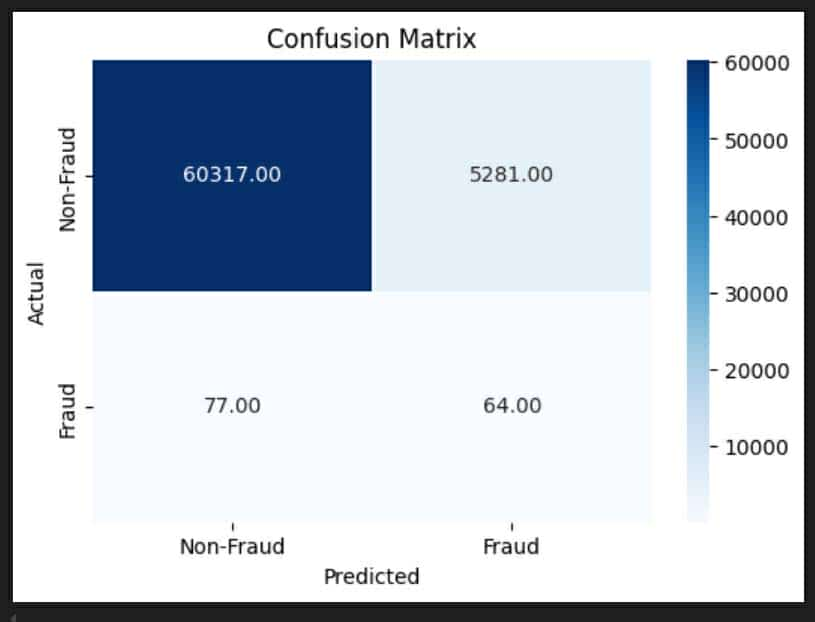 Confusion Matrix
Actual
Non-Fraud
60317.00
5281.00
Fraud
77.00
64.00
Non-Fraud
Fraud
Predicted
60000
50000
40000
30000
20000
10000